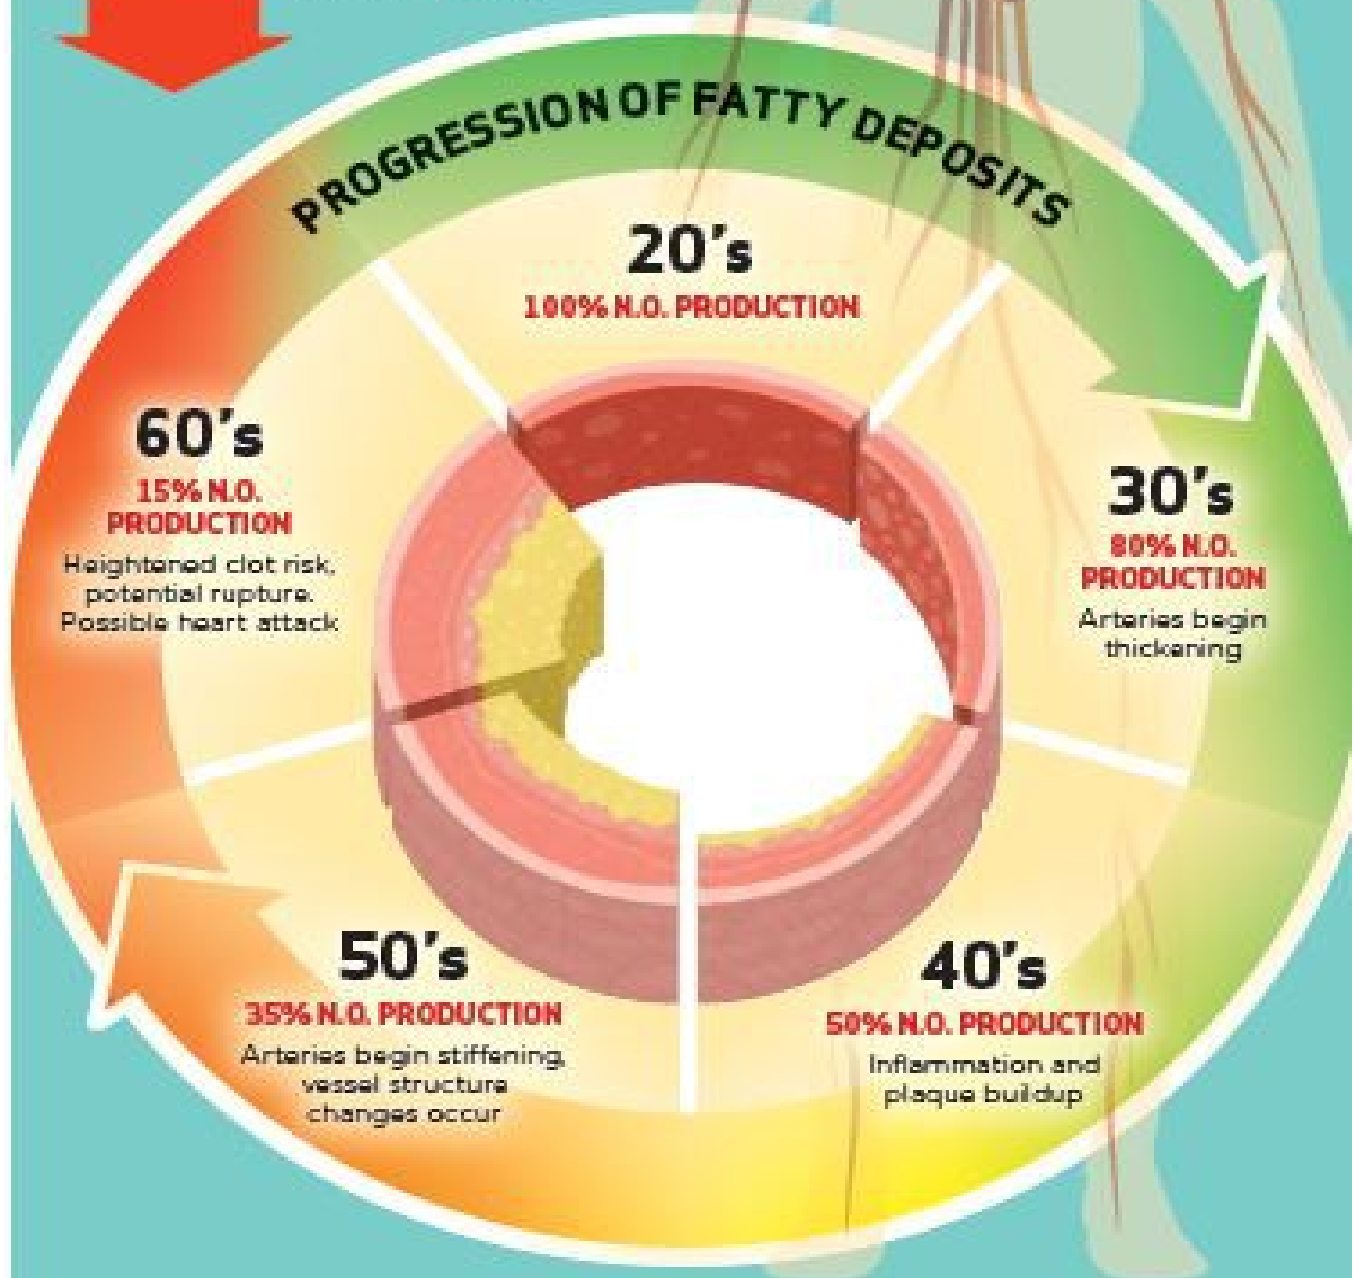 PROGRESSION OF FATTY DEPOSITS
20's
100% N.O. PRODUCTION
30's
80% N.O.
PRODUCTION
Arteries begin
thickening
40's
50% N.O. PRODUCTION
Inflammation and
plaque buildup
50's
35% N.O. PRODUCTION
Arteries begin stiffening,
vessel structure
changes occur
60's
15% N.O.
PRODUCTION
Heightened clot risk,
potential rupture.
Possible heart attack